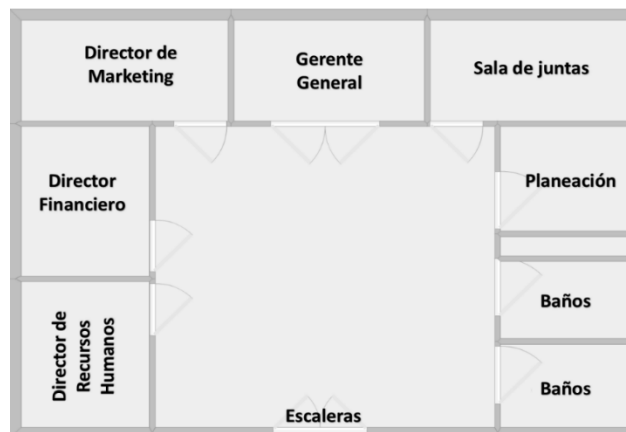 Director de
Marketing
Gerente
General
Sala de juntas
Director
Financiero
Planeación
Director de
Recursos
Humanos
Baños
Baños
Escaleras